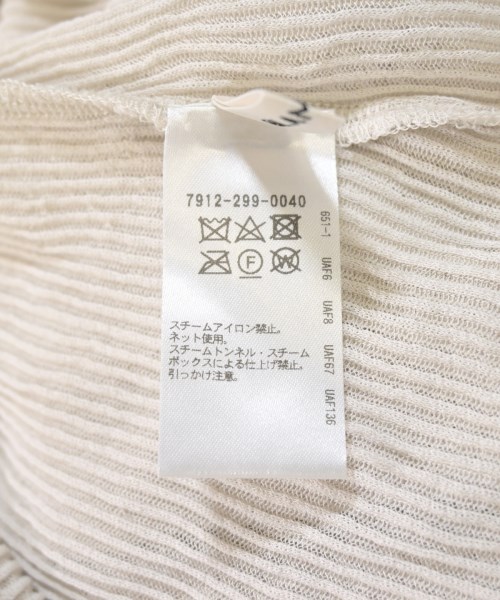 7912-299-0040
F
W
スチームアイロン禁止。
ネット使用。
スチームトンネル・スチーム
ボックスによる仕上げ禁止。
引っかけ注意。
651-1 UAF6 UAF8 UAF67 UAF136